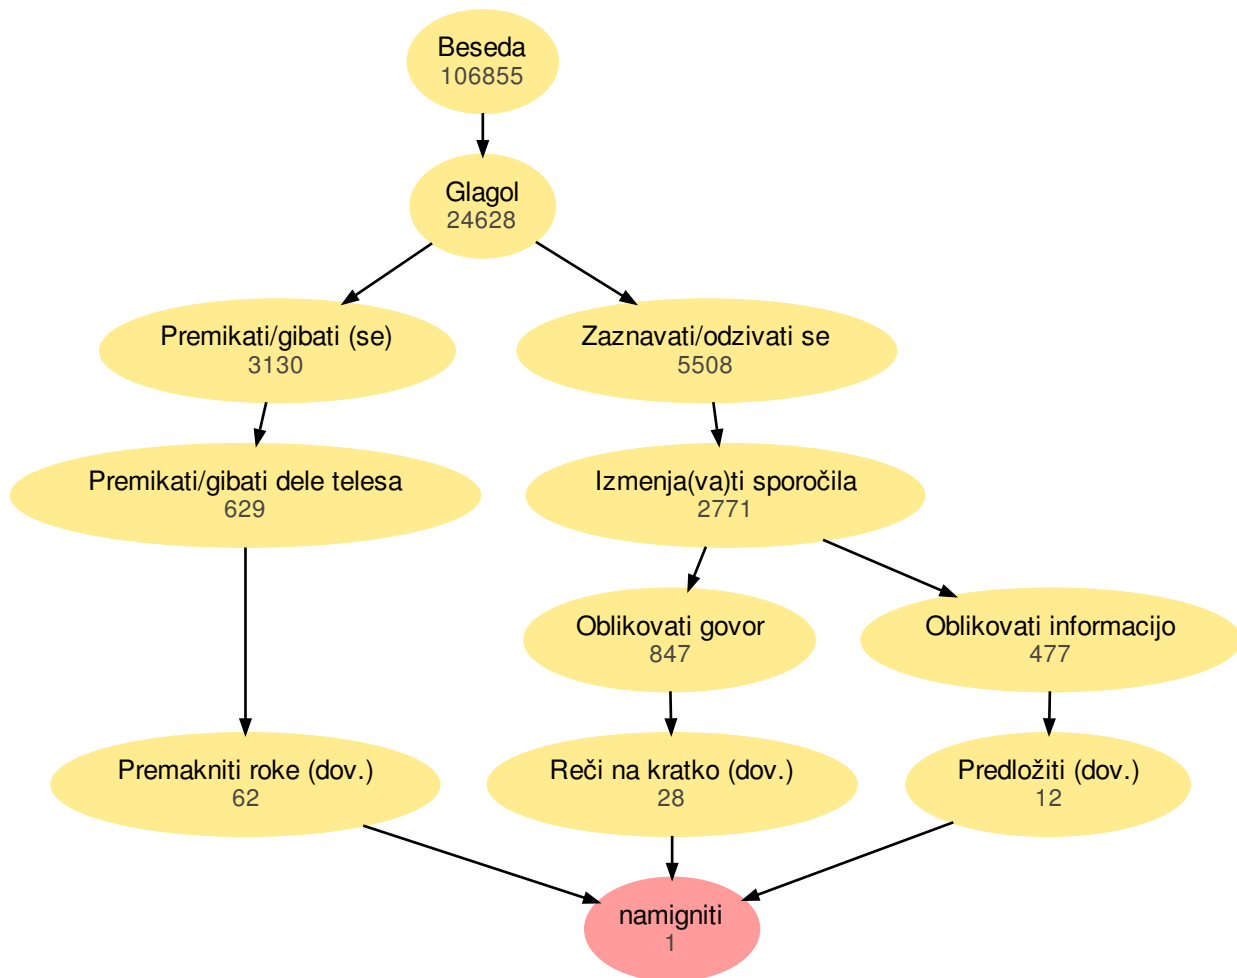 Beseda
106855
Glagol
24628
Premikati/gibati (se)
3130
Zaznavati/odzivati se
5508
Premikati/gibati dele telesa
629
Izmenja(va)ti sporočila
2771
Oblikovati govor
847
Oblikovati informacijo
477
Premakniti roke (dov.)
62
Reči na kratko (dov.)
28
Predložiti (dov.)
12
namigniti
1